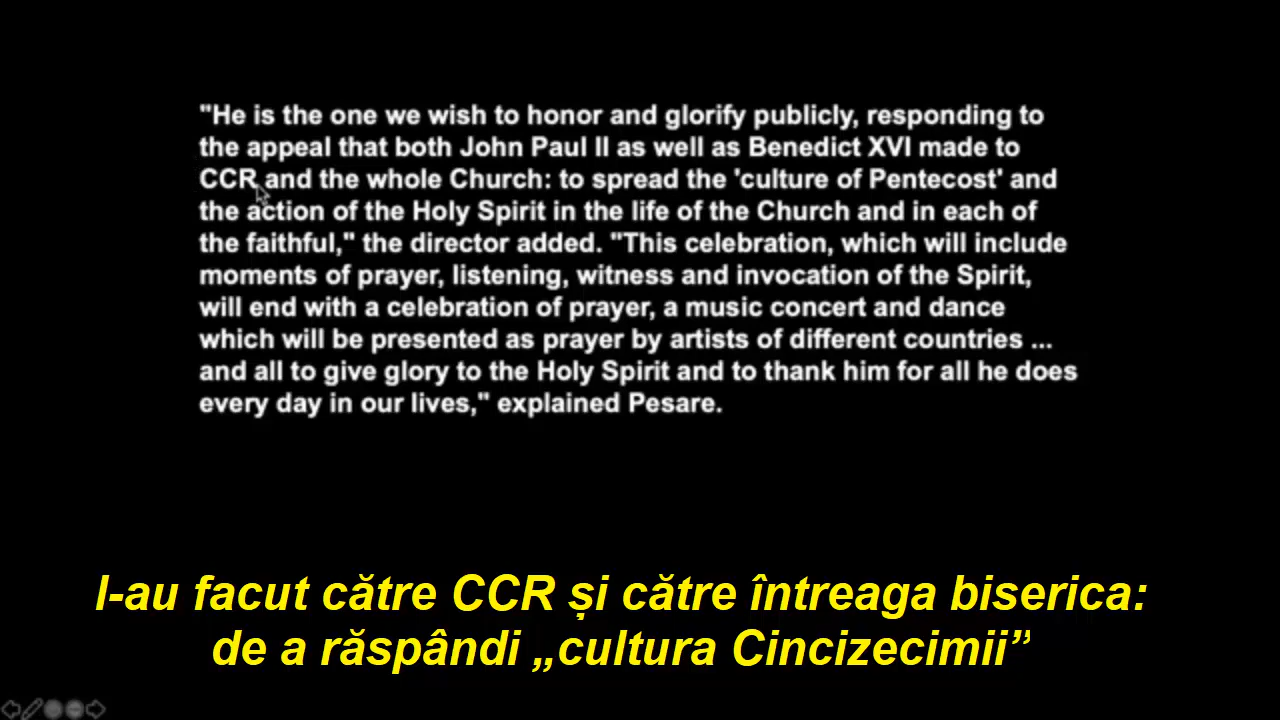 "He is the one we wish to honor and glorify publicly, responding to
the appeal that both John Paul II as well as Benedict XVI made to
CCR and the whole Church: to spread the 'culture of Pentecost' and
the action of the Holy Spirit in the life of the Church and in each of
the faithful," the director added. "This celebration, which will include
moments of prayer, listening, witness and invocation of the Spirit,
will end with a celebration of prayer, a music concert and dance
which will be presented as prayer by artists of different countries ...
and all to give glory to the Holy Spirit and to thank him for all he does
every day in our lives," explained Pesare.
l-au facut către CCR și către întreaga biserica:
de a răspândi „cultura Cincizecimii”